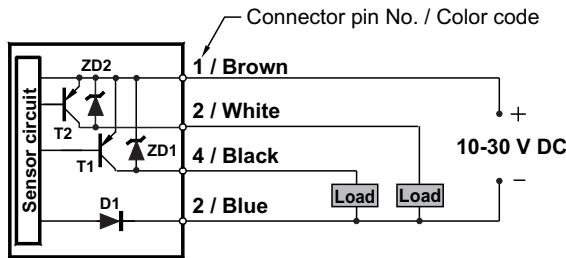 Connector pin No. / Color code
1 / Brown
ZD2
2 / White
T2
Sensor circuit
10-30 V DC
+
−
4 / Black
ZD1
T1
Load
Load
D1
2 / Blue